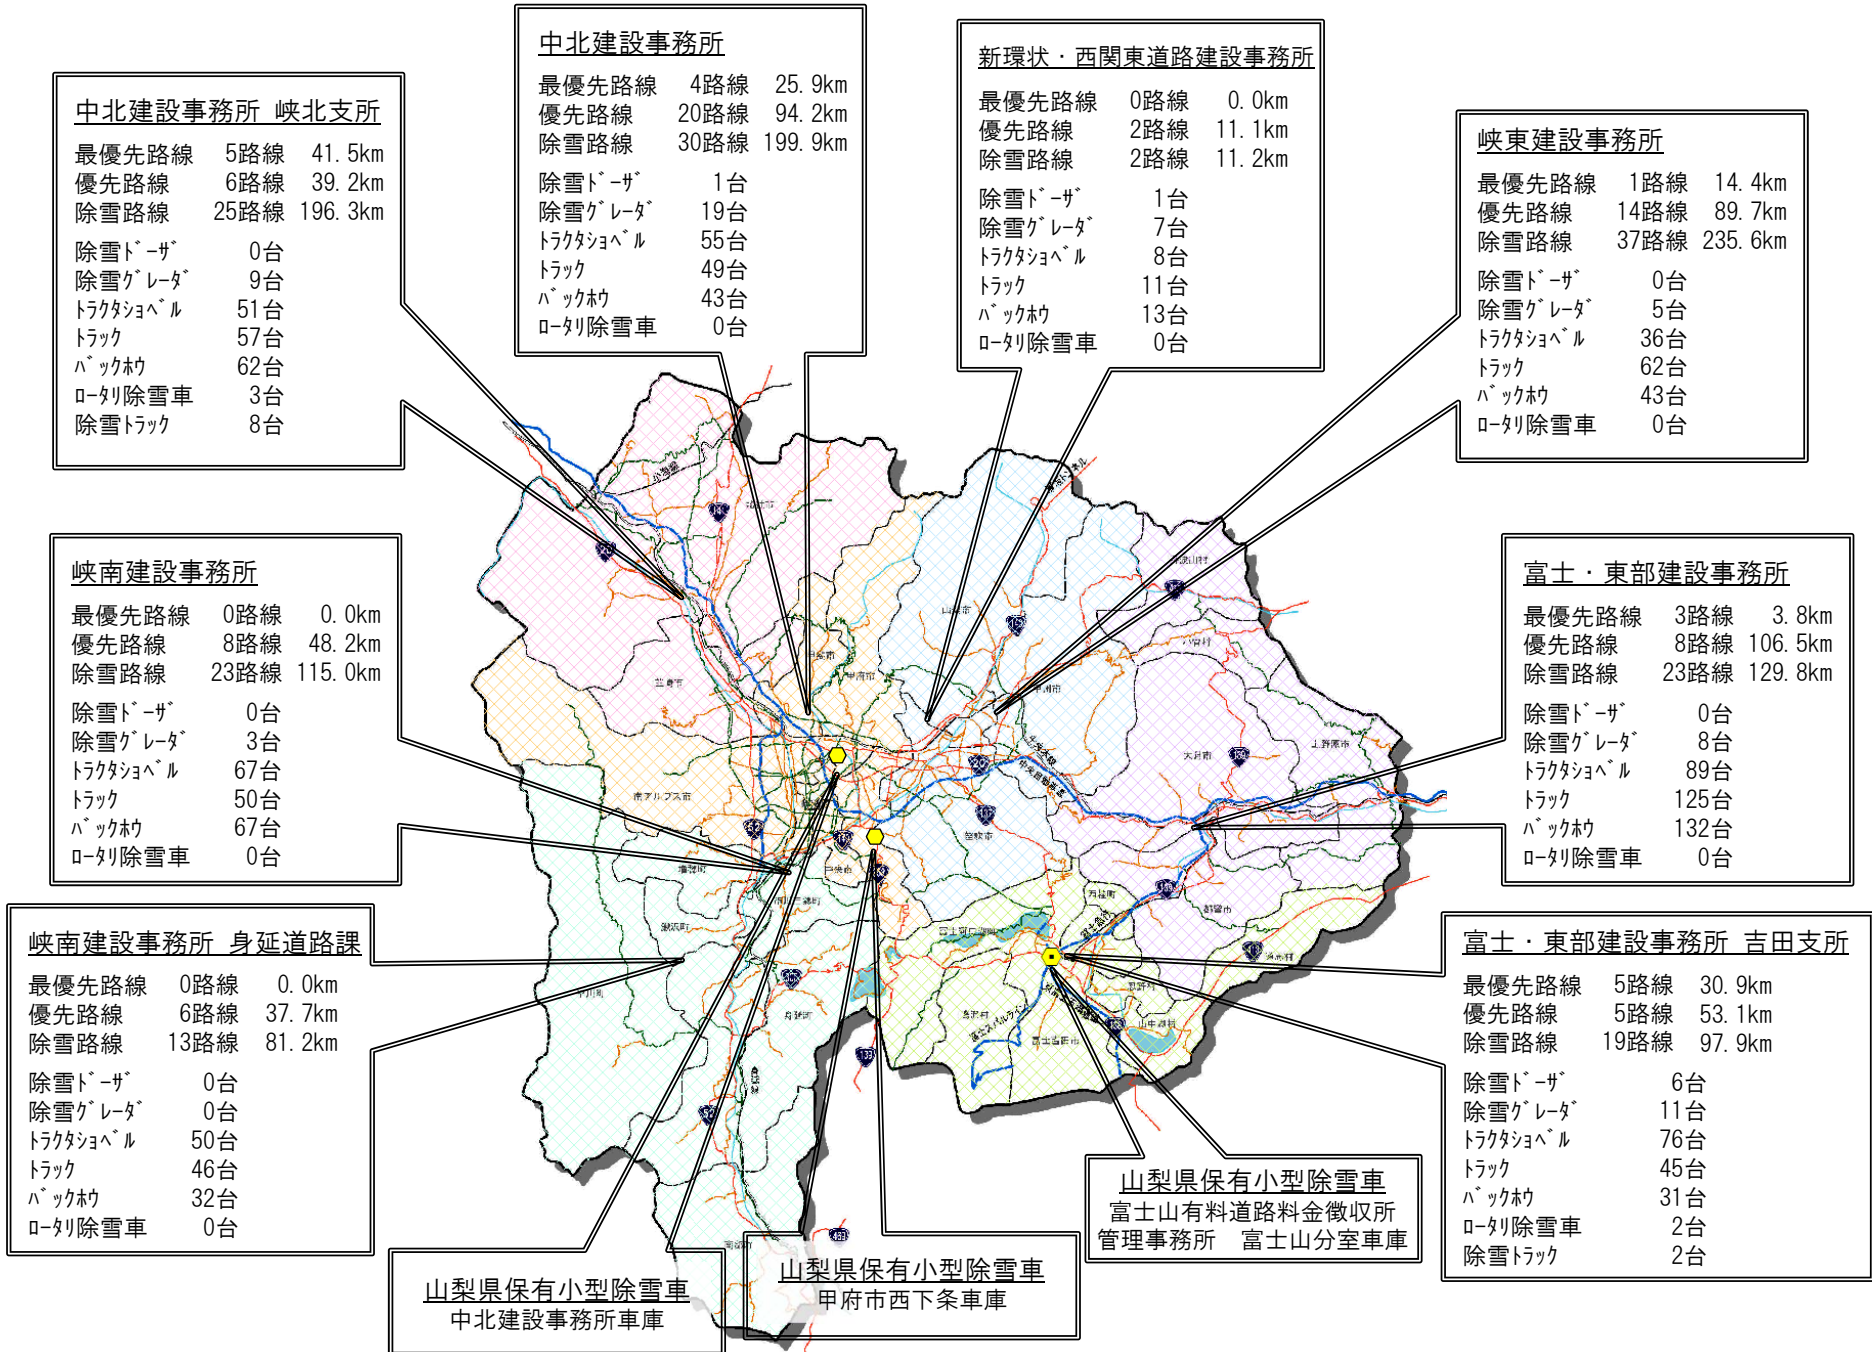 中北建設事務所 峡北支所
最優先路線 5路線 41.5km
優先路線 6路線 39.2km
除雪路線 25路線 196.3km
除雪ﾄﾞｰｻﾞ 0台
除雪ｸﾞﾚｰﾀﾞ 9台
ﾄﾗｸﾀｼｮﾍﾞﾙ 51台
ﾄﾗｯｸ 57台
ﾊﾞｯｸﾎｳ 62台
ﾛｰﾀﾘ除雪車 3台
除雪ﾄﾗｯｸ 8台
中北建設事務所
最優先路線 4路線 25.9km
優先路線 20路線 94.2km
除雪路線 30路線 199.9km
除雪ﾄﾞｰｻﾞ 1台
除雪ｸﾞﾚｰﾀﾞ 19台
ﾄﾗｸﾀｼｮﾍﾞﾙ 55台
ﾄﾗｯｸ 49台
ﾊﾞｯｸﾎｳ 43台
ﾛｰﾀﾘ除雪車 0台
新環状・西関東道路建設事務所
最優先路線 0路線 0.0km
優先路線 2路線 11.1km
除雪路線 2路線 11.2km
除雪ﾄﾞｰｻﾞ 1台
除雪ｸﾞﾚｰﾀﾞ 7台
ﾄﾗｸﾀｼｮﾍﾞﾙ 8台
ﾄﾗｯｸ 11台
ﾊﾞｯｸﾎｳ 13台
ﾛｰﾀﾘ除雪車 0台
峡東建設事務所
最優先路線 1路線 14.4km
優先路線 14路線 89.7km
除雪路線 37路線 235.6km
除雪ﾄﾞｰｻﾞ 0台
除雪ｸﾞﾚｰﾀﾞ 5台
ﾄﾗｸﾀｼｮﾍﾞﾙ 36台
ﾄﾗｯｸ 62台
ﾊﾞｯｸﾎｳ 43台
ﾛｰﾀﾘ除雪車 0台
峡南建設事務所
最優先路線 0路線 0.0km
優先路線 8路線 48.2km
除雪路線 23路線 115.0km
除雪ﾄﾞｰｻﾞ 0台
除雪ｸﾞﾚｰﾀﾞ 3台
ﾄﾗｸﾀｼｮﾍﾞﾙ 67台
ﾄﾗｯｸ 50台
ﾊﾞｯｸﾎｳ 67台
ﾛｰﾀﾘ除雪車 0台
富士・東部建設事務所
最優先路線 3路線 3.8km
優先路線 8路線 106.5km
除雪路線 23路線 129.8km
除雪ﾄﾞｰｻﾞ 0台
除雪ｸﾞﾚｰﾀﾞ 8台
ﾄﾗｸﾀｼｮﾍﾞﾙ 89台
ﾄﾗｯｸ 125台
ﾊﾞｯｸﾎｳ 132台
ﾛｰﾀﾘ除雪車 0台
峡南建設事務所 身延道路課
最優先路線 0路線 0.0km
優先路線 6路線 37.7km
除雪路線 13路線 81.2km
除雪ﾄﾞｰｻﾞ 0台
除雪ｸﾞﾚｰﾀﾞ 0台
ﾄﾗｸﾀｼｮﾍﾞﾙ 50台
ﾄﾗｯｸ 46台
ﾊﾞｯｸﾎｳ 32台
ﾛｰﾀﾘ除雪車 0台
富士・東部建設事務所 吉田支所
最優先路線 5路線 30.9km
優先路線 5路線 53.1km
除雪路線 19路線 97.9km
除雪ﾄﾞｰｻﾞ 6台
除雪ｸﾞﾚｰﾀﾞ 11台
ﾄﾗｸﾀｼｮﾍﾞﾙ 76台
ﾄﾗｯｸ 45台
ﾊﾞｯｸﾎｳ 31台
ﾛｰﾀﾘ除雪車 2台
除雪ﾄﾗｯｸ 2台
山梨県保有小型除雪車
中北建設事務所車庫
山梨県保有小型除雪車
甲府市西下条車庫
山梨県保有小型除雪車
富士山有料道路料金徴収所
管理事務所 富士山分室車庫
南アルプス市
甲府市
笛吹市
大月市
上野原市
都留市
身延町